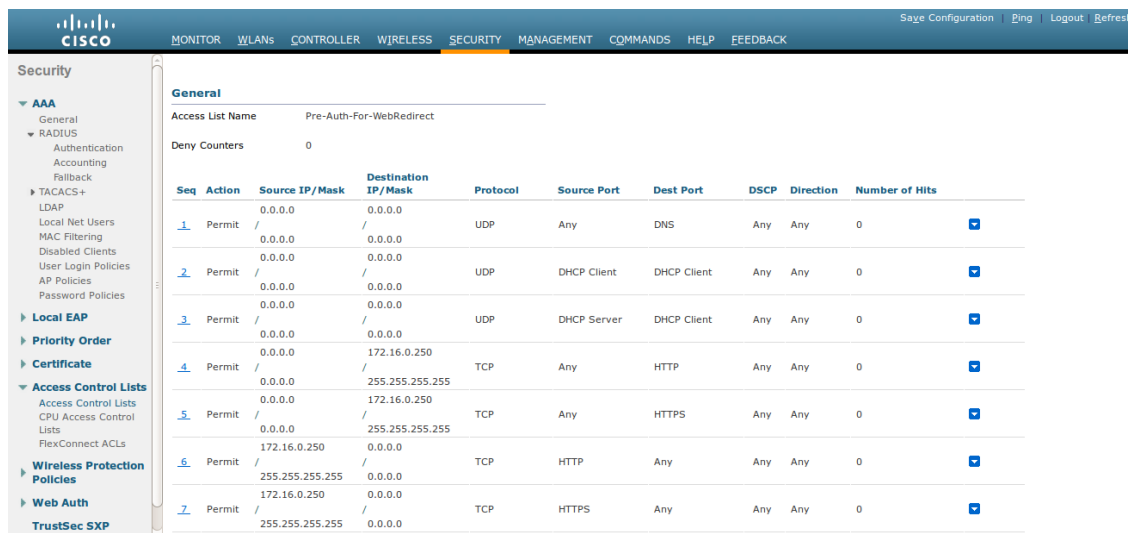 Save Configuration | Ping | Logout | Refresh
CISCO
MONITOR WLANs CONTROLLER WIRELESS SECURITY MANAGEMENT COMMANDS HELP FEEDBACK
Security
AAA
General
RADIUS
Authentication
Accounting
Fallback
TACACS+
LDAP
Local Net Users
MAC Filtering
Disabled Clients
User Login Policies
AP Policies
Password Policies
Local EAP
Priority Order
Certificate
Access Control Lists
Access Control Lists
CPU Access Control
Lists
FlexConnect ACLs
Wireless Protection
Policies
Web Auth
TrustSec SXP
General
Access List Name Pre-Auth-For-WebRedirect
Deny Counters 0
Destination
Seq Action Source IP/Mask IP/Mask Protocol Source Port Dest Port DSCP Direction Number of Hits
0.0.0.0 0.0.0.0
1 Permit / / UDP Any DNS Any Any 0
0.0.0.0 0.0.0.0
0.0.0.0 0.0.0.0
2 Permit / / UDP DHCP Client DHCP Client Any Any 0
0.0.0.0 0.0.0.0
0.0.0.0 0.0.0.0
3 Permit / / UDP DHCP Server DHCP Client Any Any 0
0.0.0.0 0.0.0.0
0.0.0.0 172.16.0.250
4 Permit / / TCP Any HTTP Any Any 0
0.0.0.0 255.255.255.255
0.0.0.0 172.16.0.250
5 Permit / / TCP Any HTTPS Any Any 0
0.0.0.0 255.255.255.255
172.16.0.250 0.0.0.0
6 Permit / / TCP HTTP Any Any Any 0
255.255.255.255 0.0.0.0
172.16.0.250 0.0.0.0
7 Permit / / TCP HTTPS Any Any Any 0
255.255.255.255 0.0.0.0